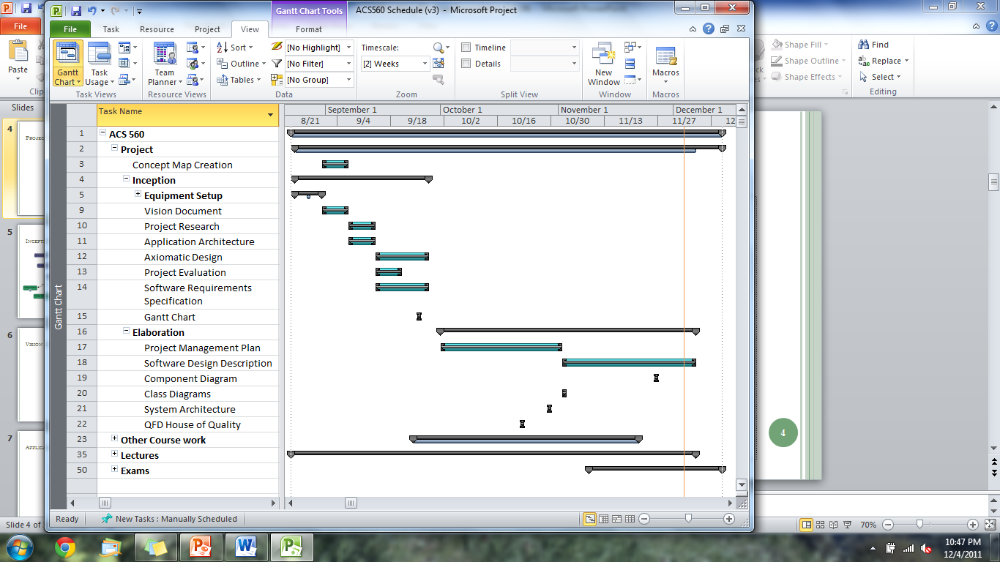 Gantt Chart Tools
ACS560 Schedule (v3) - Microsoft Project
File
File
Task
Resource
Project
View
Format
Paste
Gantt Chart
Task Usage
Task Views
Team Planner
Resource Views
Sort
Outline
Tables
[No Highlight]
[No Filter]
[No Group]
Data
Timescale:
[2] Weeks
Zoom
Timeline
Details
Split View
New Window
Window
Macros
Macros
Shape Fill
Shape Outline
Shape Effects
Find
Replace
Select
Editing
Slides
Task Name
September 1
October 1
November 1
December 1
8/21 9/4 9/18 10/2 10/16 10/30 11/13 11/27 12
1 ACS 560
2 Project
3 Concept Map Creation
4 Inception
5 Equipment Setup
9 Vision Document
10 Project Research
11 Application Architecture
12 Axiomatic Design
13 Project Evaluation
14 Software Requirements
Specification
15 Gantt Chart
16 Elaboration
17 Project Management Plan
18 Software Design Description
19 Component Diagram
20 Class Diagrams
21 System Architecture
22 QFD House of Quality
23 Other Course work
35 Lectures
50 Exams
Gantt Chart
4
5
6
7
4
Ready
New Tasks : Manually Scheduled
Slide 4 of
70%
10:47 PM
12/4/2011